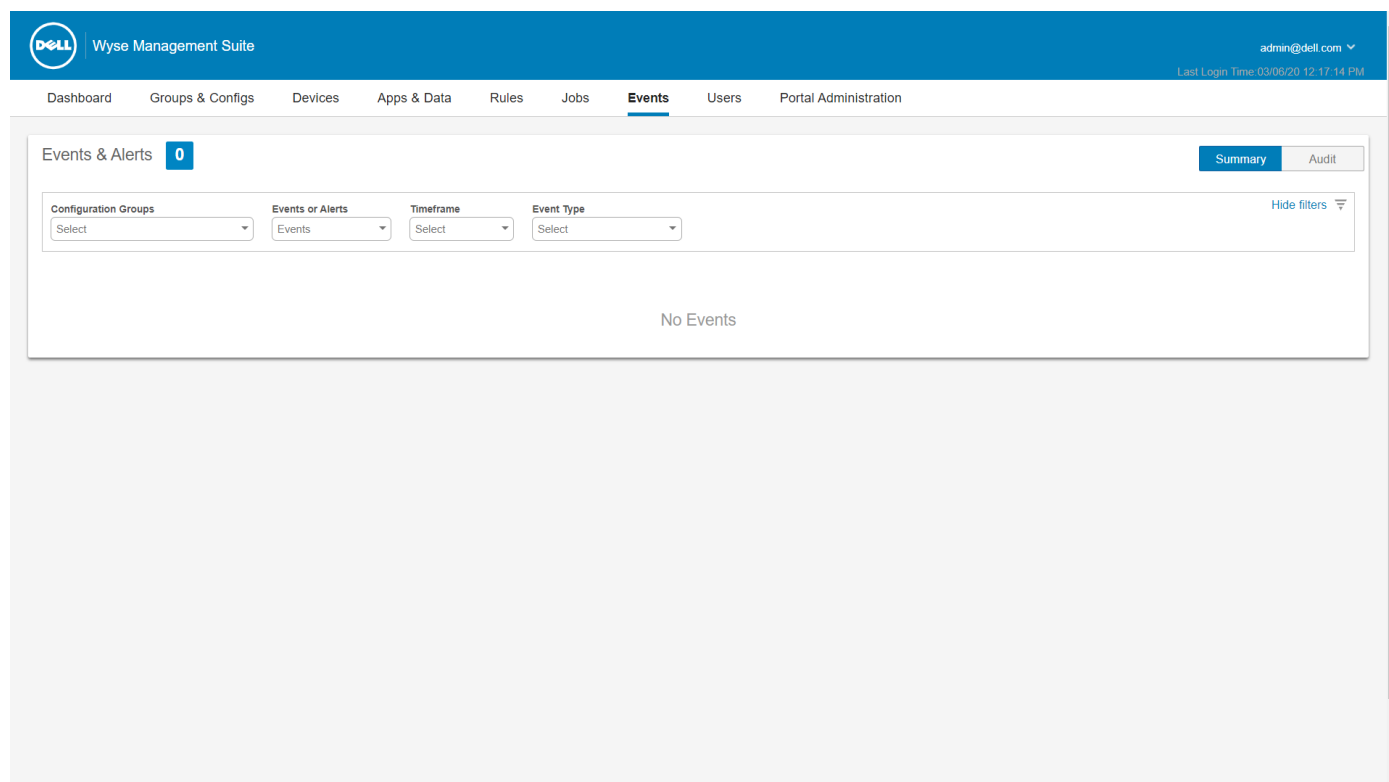 DELL
Wyse Management Suite
admin@dell.com
Last Login Time:03/06/20 12:17:14 PM
Dashboard Groups & Configs Devices Apps & Data Rules Jobs Events Users Portal Administration
Events & Alerts 0
Summary Audit
Hide filters
Configuration Groups Events or Alerts Timeframe Event Type
Select Events Select Select
No Events